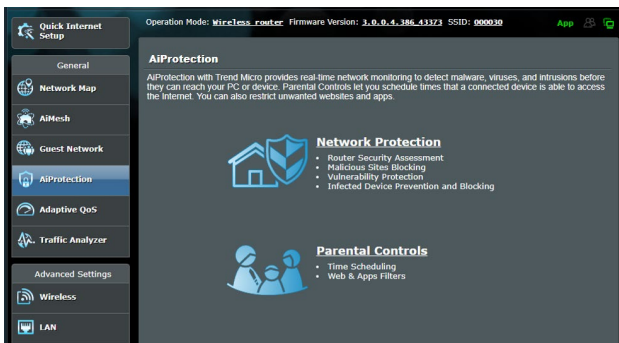 Quick Internet
Setup
Operation Mode: Wireless router Firmware Version: 3.0.0.4.386_43373 SSID: 000030
App
General
Network Map
AiMesh
Guest Network
AiProtection
Adaptive QoS
Traffic Analyzer
Advanced Settings
Wireless
LAN
AiProtection
AiProtection with Trend Micro provides real-time network monitoring to detect malware, viruses, and intrusions before
they can reach your PC or device. Parental Controls let you schedule times that a connected device is able to access
the Internet. You can also restrict unwanted websites and apps.
Network Protection
• Router Security Assessment
• Malicious Sites Blocking
• Vulnerability Protection
• Infected Device Prevention and Blocking
Parental Controls
• Time Scheduling
• Web & Apps Filters